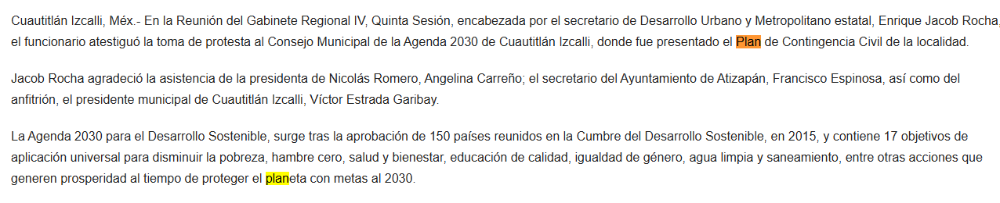 Cuautitlán Izcalli, Méx.- En la Reunión del Gabinete Regional IV, Quinta Sesión, encabezada por el secretario de Desarrollo Urbano y Metropolitano estatal, Enrique Jacob Rocha,
el funcionario atestiguó la toma de protesta al Consejo Municipal de la Agenda 2030 de Cuautitlán Izcalli, donde fue presentado el Plan de Contingencia Civil de la localidad.
Jacob Rocha agradeció la asistencia de la presidenta de Nicolás Romero, Angelina Carreño; el secretario del Ayuntamiento de Atizapán, Francisco Espinosa, así como del
anfitrión, el presidente municipal de Cuautitlán Izcalli, Víctor Estrada Garibay.
La Agenda 2030 para el Desarrollo Sostenible, surge tras la aprobación de 150 países reunidos en la Cumbre del Desarrollo Sostenible, en 2015, y contiene 17 objetivos de
aplicación universal para disminuir la pobreza, hambre cero, salud y bienestar, educación de calidad, igualdad de género, agua limpia y saneamiento, entre otras acciones que
generen prosperidad al tiempo de proteger el planeta con metas al 2030.